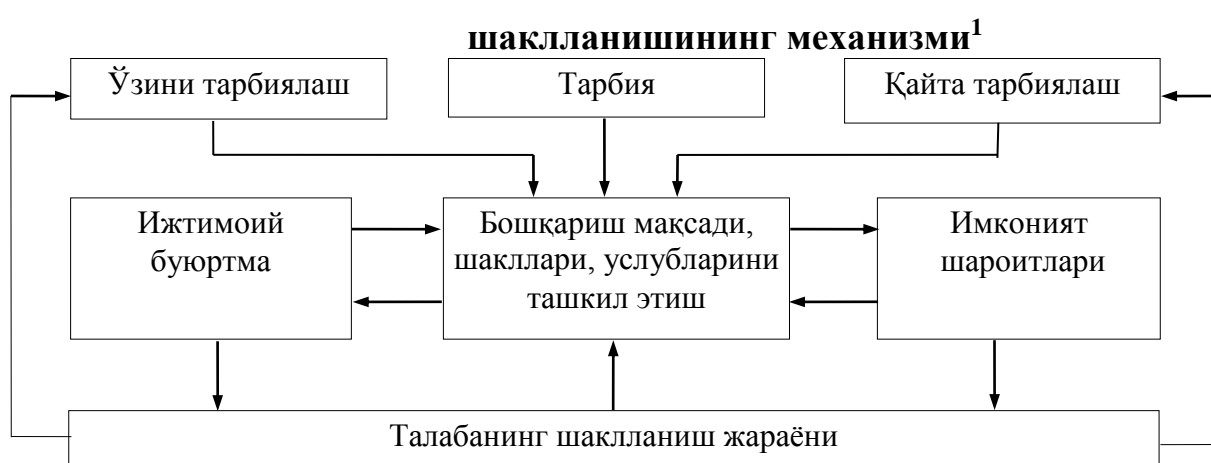 шаклланишининг механизми¹
Ўзини тарбиялаш
Тарбия
Қайта тарбиялаш
Ижтимоий
буюртма
Бошқариш мақсади,
шакллари, услубларини
ташкил этиш
Имконият
шароитлари
Талабанинг шаклланиш жараёни